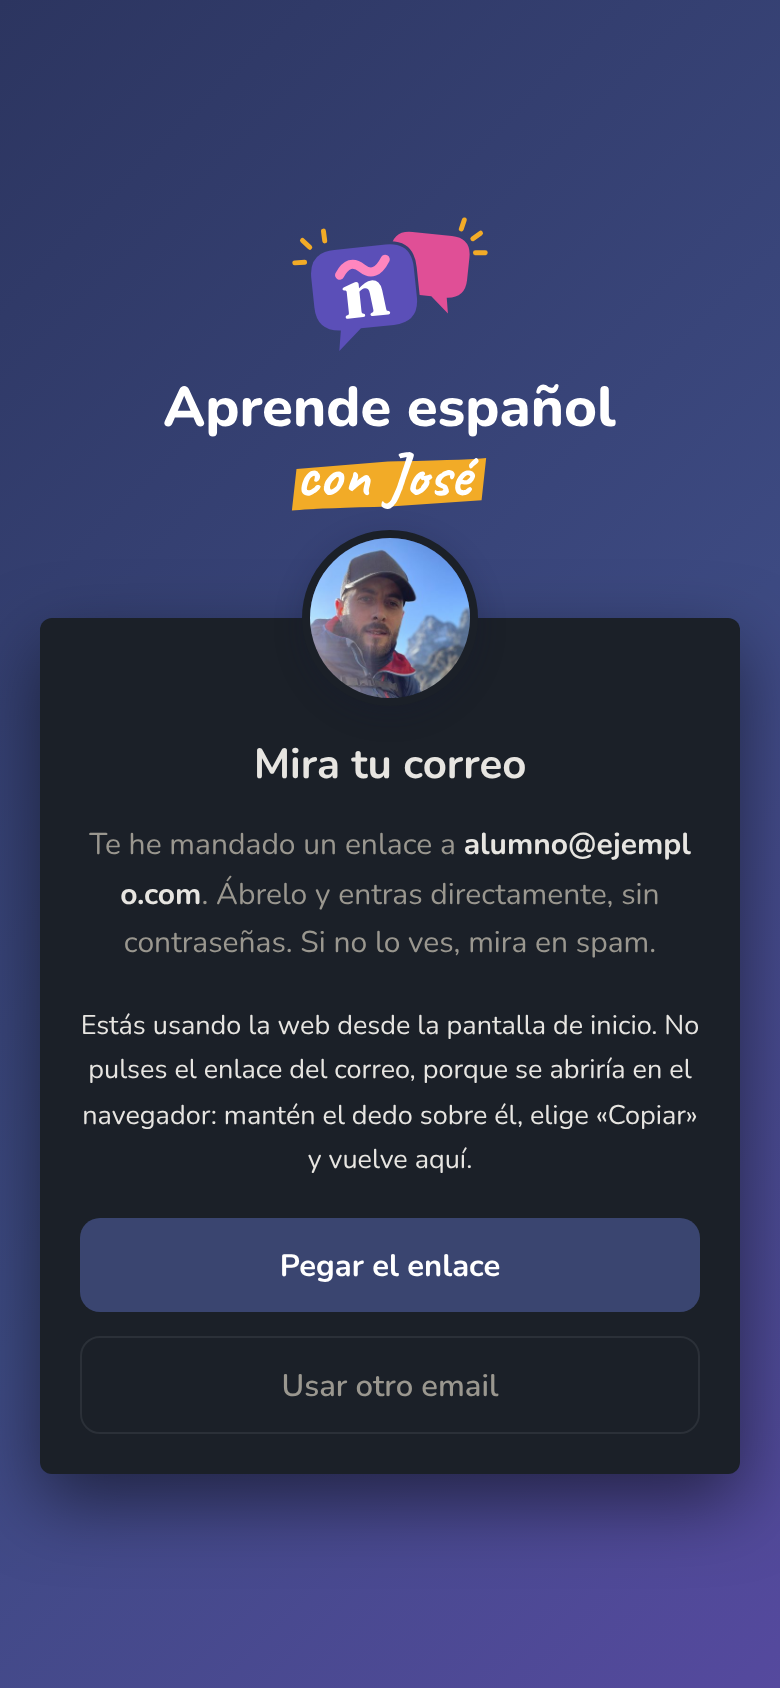 ñ
Aprende español
con José
Mira tu correo
Te he mandado un enlace a alumno@ejempl
o.com. Ábrelo y entras directamente, sin
contraseñas. Si no lo ves, mira en spam.
Estás usando la web desde la pantalla de inicio. No
pulses el enlace del correo, porque se abriría en el
navegador: mantén el dedo sobre él, elige «Copiar»
y vuelve aquí.
Pegar el enlace
Usar otro email